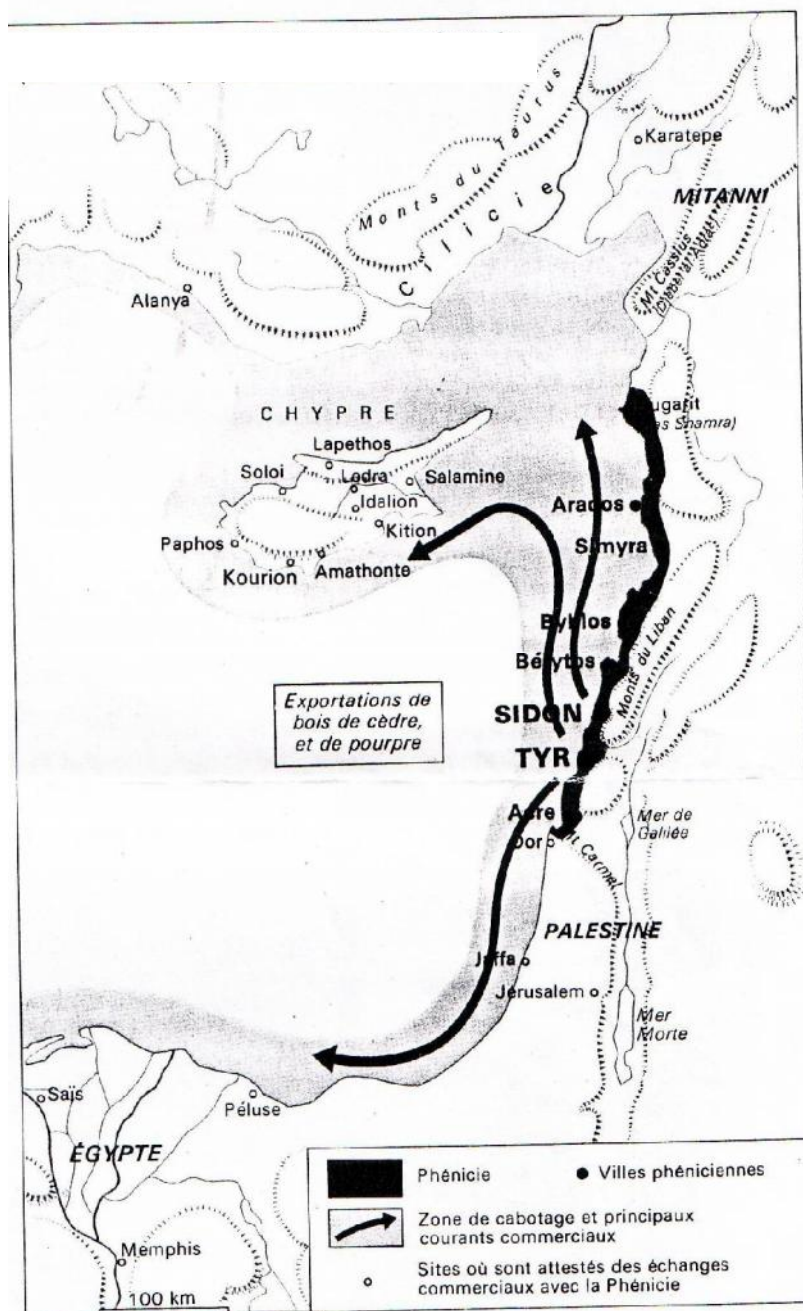 Karatepe
Monts du Taurus
MITANNI
Cilicie
Mt Cassius
Alanya
CHYPRE
Lapethos
Ledra
Soloi
Salamine
Idalion
Kition
Paphos
Kourion
Amathonte
Arados
Simyra
Byblos
Bérytos
Monts du Liban
SIDON
TYR
Exportations de
bois de cèdre,
et de pourpre
Acre
Mer de
Galilée
Dor
Mt Carmel
PALESTINE
Jaffa
Jérusalem
Mer
Morte
Saïs
Péluse
ÉGYPTE
Memphis
100 km
Phénicie
Villes phéniciennes
Zone de cabotage et principaux
courants commerciaux
Sites où sont attestés des échanges
commerciaux avec la Phénicie